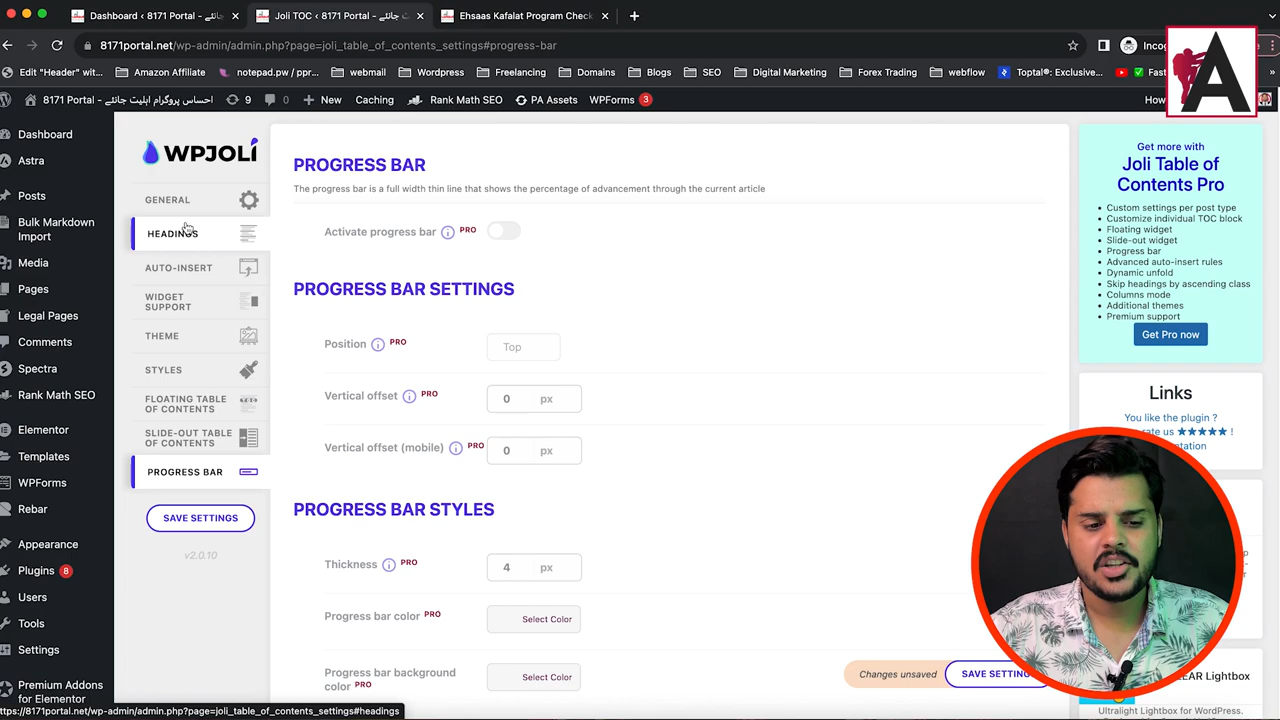 Dashboard ‹ 8171 Portal احساس
Joli TOC ‹ 8171 Portal احساس
Ehsaas Kafalat Program Check
8171portal.net/wp-admin/admin.php?page=joli_table_of_contents_settings#progress-bar
Edit "Header" wit...
Amazon Affiliate
notepad.pw / ppr...
webmail
Wordpress
Freelancing
Domains
Blogs
SEO
Digital Marketing
Forex Trading
webflow
Toptal®: Exclusive...
A
8171 Portal احساس پروگرام اہلیت جانئے
9
0
New
Caching
Rank Math SEO
PA Assets
WPForms
3
Dashboard
Astra
Posts
Bulk Markdown
Import
Media
Pages
Legal Pages
Comments
Spectra
Rank Math SEO
Elementor
Templates
WPForms
Rebar
Appearance
Plugins 8
Users
Tools
Settings
Premium Addons
for Elementor
WPJOLI
GENERAL
HEADINGS
AUTO-INSERT
WIDGET
SUPPORT
THEME
STYLES
FLOATING TABLE
OF CONTENTS
SLIDE-OUT TABLE
OF CONTENTS
PROGRESS BAR
SAVE SETTINGS
v2.0.10
PROGRESS BAR
The progress bar is a full width thin line that shows the percentage of advancement through the current article
Activate progress bar PRO
PROGRESS BAR SETTINGS
Position PRO Top
Vertical offset PRO 0 px
Vertical offset (mobile) PRO 0 px
PROGRESS BAR STYLES
Thickness PRO 4 px
Progress bar color PRO Select Color
Progress bar background
color PRO Select Color
Changes unsaved
Get more with
Joli Table of
Contents Pro
Custom settings per post type
Customize individual TOC block
Floating widget
Slide-out widget
Progress bar
Advanced auto-insert rules
Dynamic unfold
Skip headings by ascending class
Columns mode
Additional themes
Premium support
Get Pro now
Links
You like the plugin ?
rate us ★★★★★ !
Lightbox
Ultralight Lightbox for WordPress.
https://8171portal.net/wp-admin/admin.php?page=joli_table_of_contents_settings#headings